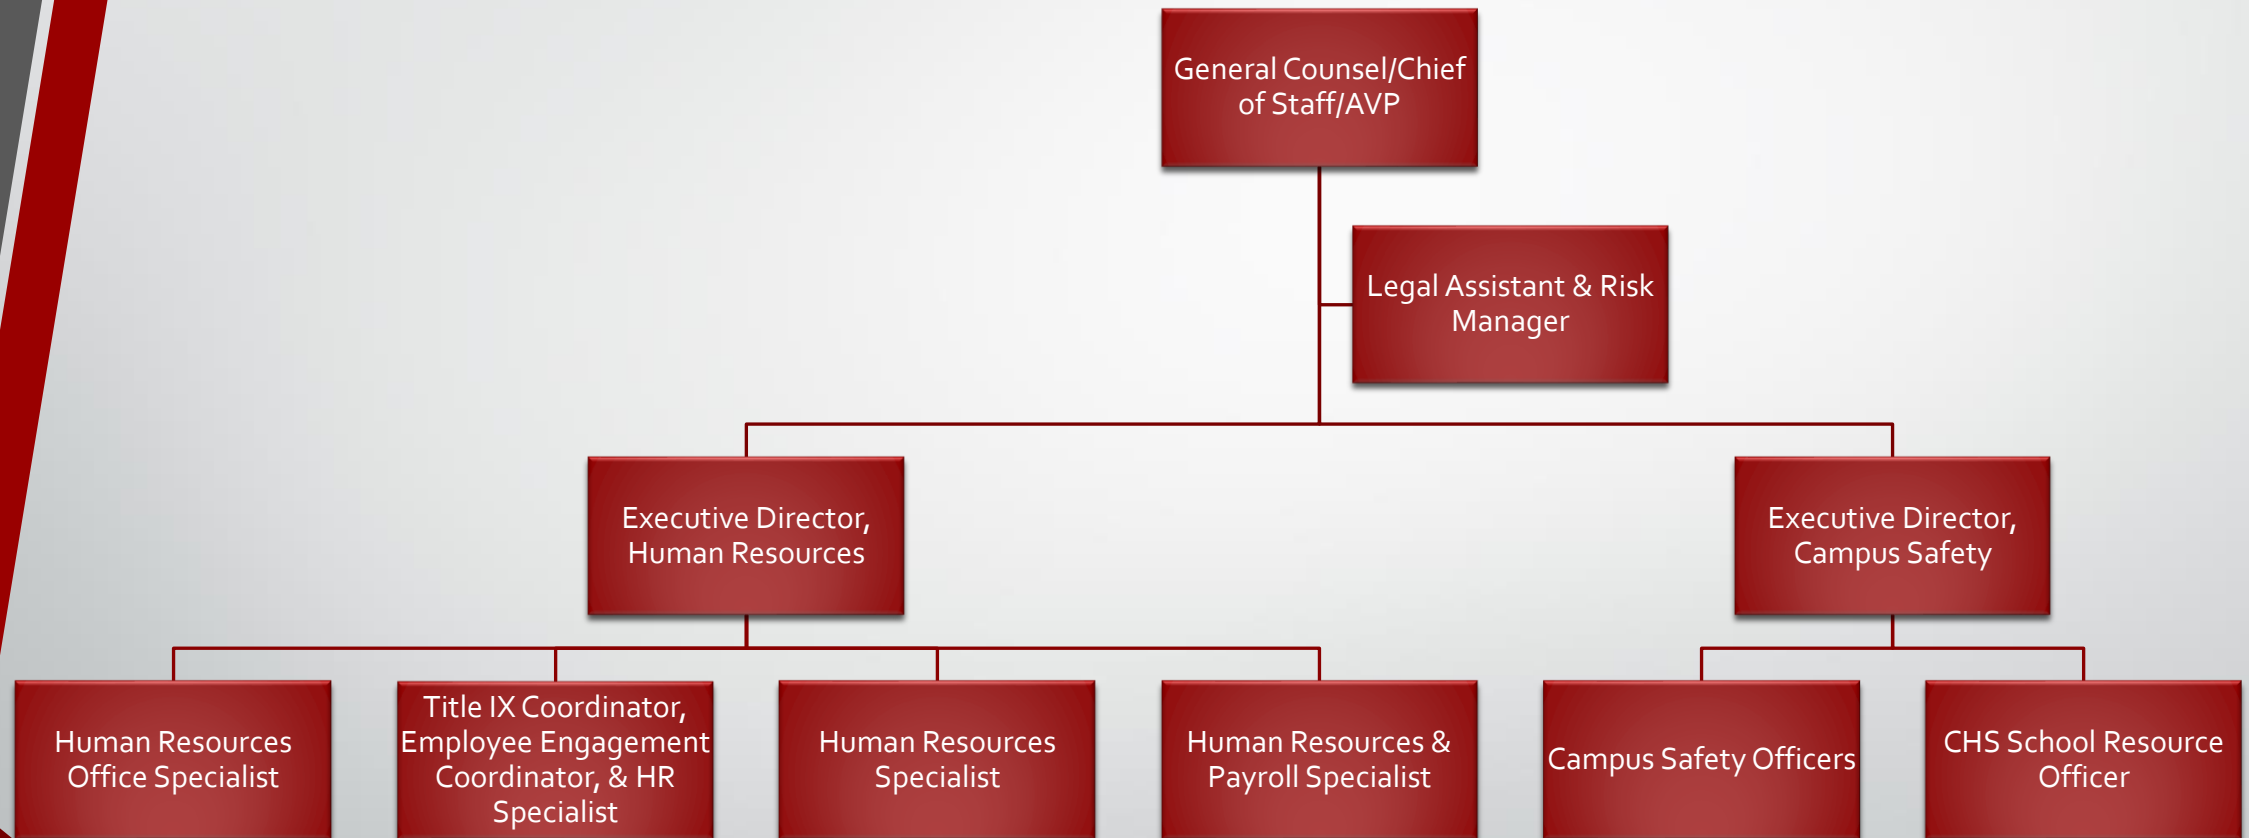 General Counsel/Chief
of Staff/AVP
Legal Assistant & Risk
Manager
Executive Director,
Human Resources
Executive Director,
Campus Safety
Human Resources
Office Specialist
Title IX Coordinator,
Employee Engagement
Coordinator, & HR
Specialist
Human Resources
Specialist
Human Resources &
Payroll Specialist
Campus Safety Officers
CHS School Resource
Officer